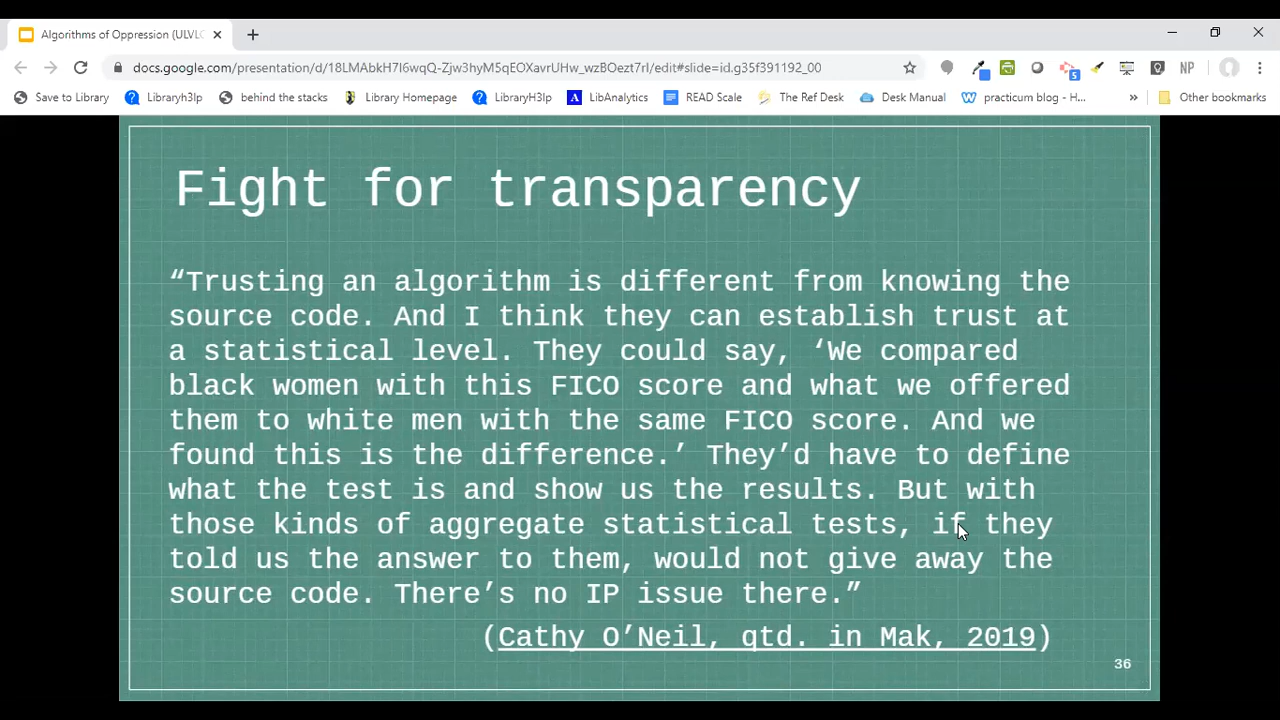 Algorithms of Oppression (ULVLC
docs.google.com/presentation/d/18LMAbkH7l6wqQ-Zjw3hyM5qEOXavrUHw_wzBOezt7rI/edit#slide=id.g35f391192_00
5
NP
Save to Library
Libraryh3lp
behind the stacks
Library Homepage
LibraryH3lp
A LibAnalytics
READ Scale
The Ref Desk
Desk Manual
practicum blog - H...
»
Other bookmarks
Fight for transparency
“Trusting an algorithm is different from knowing the
source code. And I think they can establish trust at
a statistical level. They could say, ‘We compared
black women with this FICO score and what we offered
them to white men with the same FICO score. And we
found this is the difference.’ They’d have to define
what the test is and show us the results. But with
those kinds of aggregate statistical tests, if they
told us the answer to them, would not give away the
source code. There’s no IP issue there.”
(Cathy O’Neil, qtd. in Mak, 2019)
36